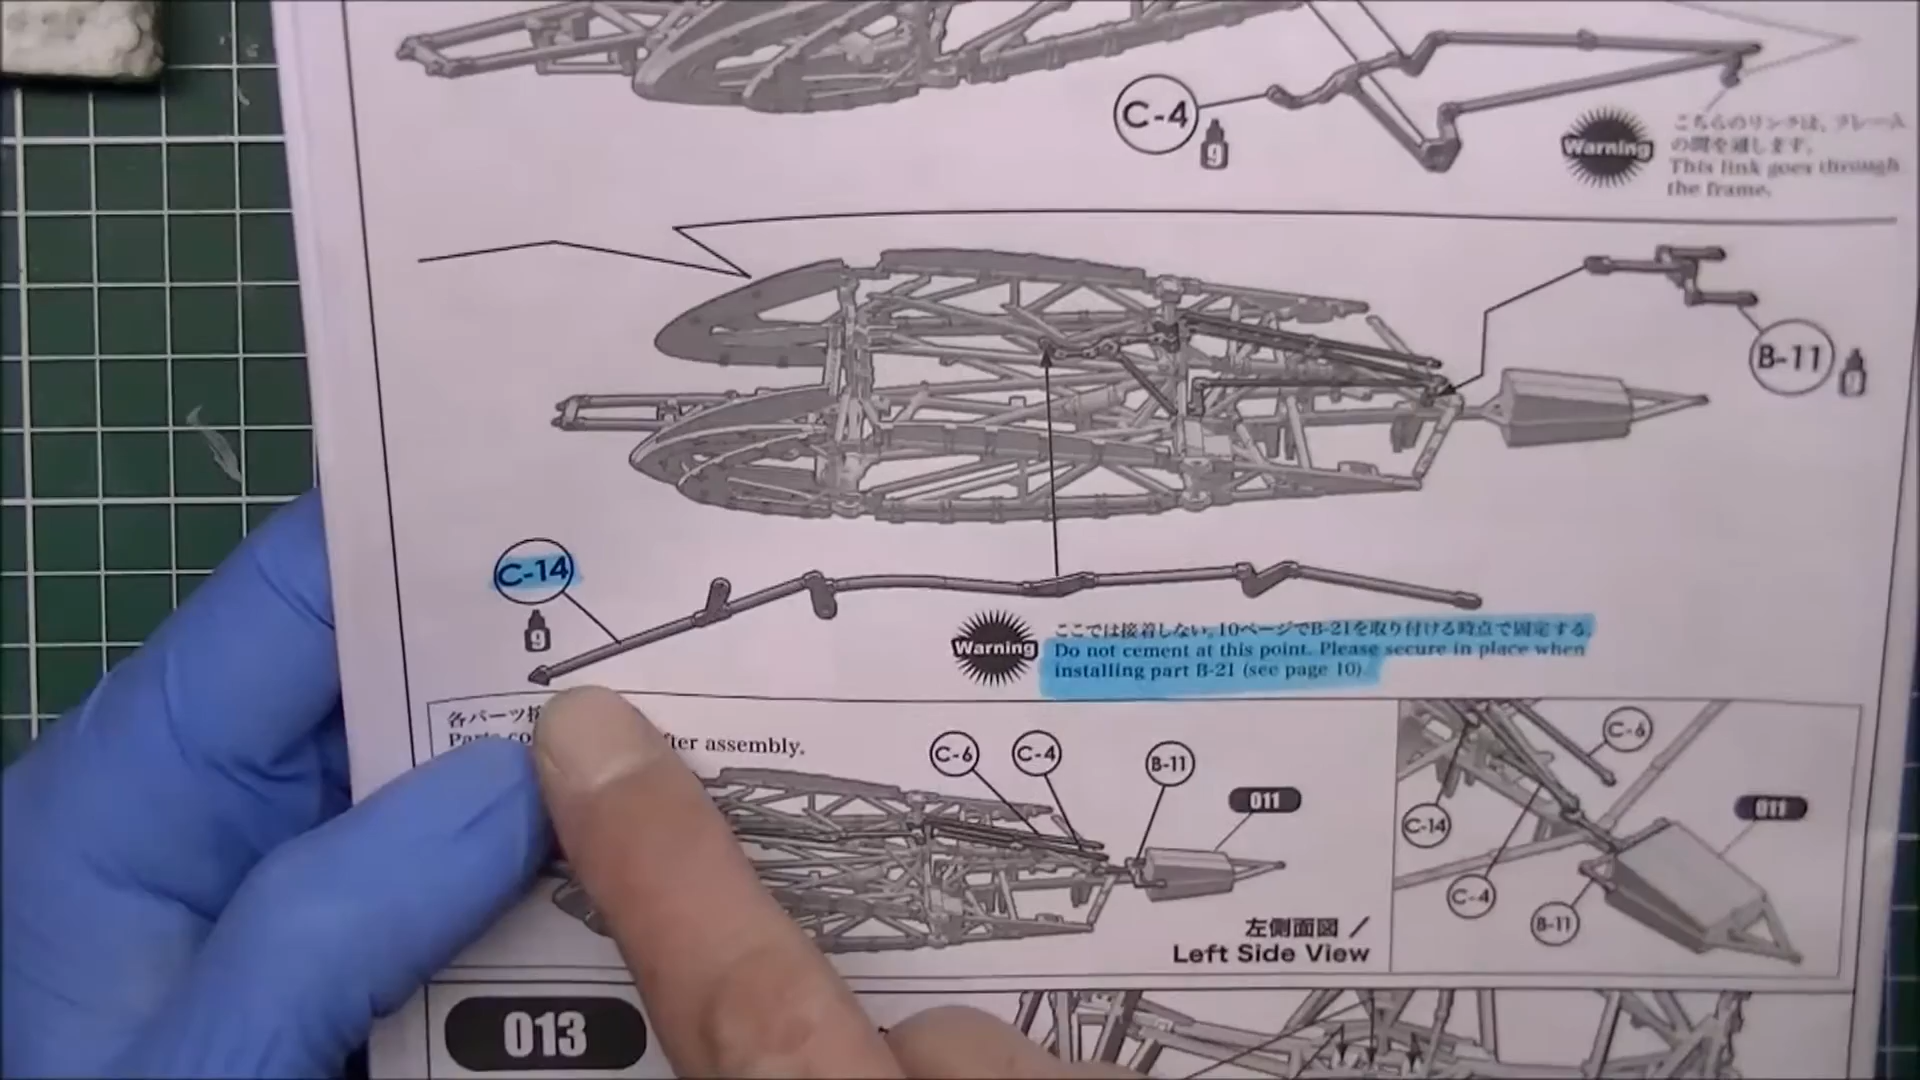 C-4
9
Warning
こちらのリンクは、フレーム
の間を通します。
This link goes through
the frame.
B-11
C-14
9
Warning
ここでは接着しない。10ページでB-21を取り付ける時点で固定する。
Do not cement at this point. Please secure in place when
installing part B-21 (see page 10)
各パーツ
after assembly.
C-6
C-4
B-11
011
左側面図 /
Left Side View
C-6
011
C-14
C-4
B-11
013